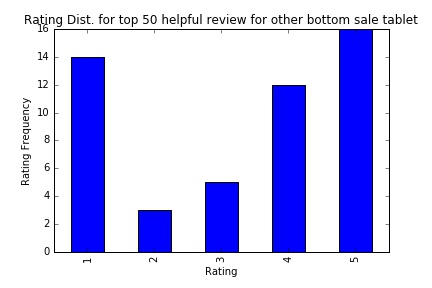 Rating Dist. for top 50 helpful review for other bottom sale tablet
16
14
12
10
8
6
4
2
0
Rating Frequency
1 2 3 4 5
Rating